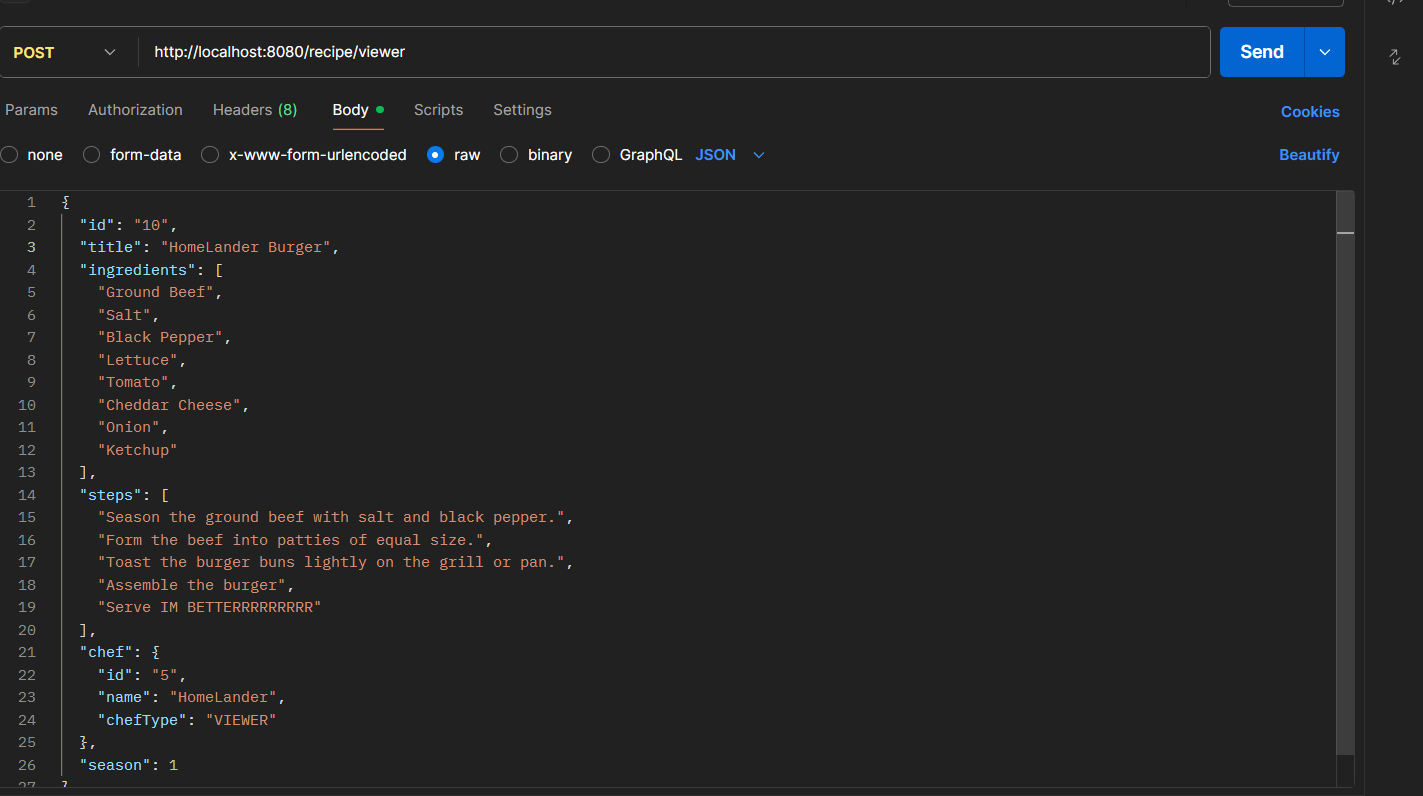 POST http://localhost:8080/recipe/viewer Send
Params Authorization Headers (8) Body Scripts Settings Cookies
none form-data x-www-form-urlencoded raw binary GraphQL JSON Beautify
1 {
2 "id": "10",
3 "title": "HomeLander Burger",
4 "ingredients": [
5 "Ground Beef",
6 "Salt",
7 "Black Pepper",
8 "Lettuce",
9 "Tomato",
10 "Cheddar Cheese",
11 "Onion",
12 "Ketchup"
13 ],
14 "steps": [
15 "Season the ground beef with salt and black pepper.",
16 "Form the beef into patties of equal size.",
17 "Toast the burger buns lightly on the grill or pan.",
18 "Assemble the burger",
19 "Serve IM BETTERRRRRRRRR"
20 ],
21 "chef": {
22 "id": "5",
23 "name": "HomeLander",
24 "chefType": "VIEWER"
25 },
26 "season": 1
27 }